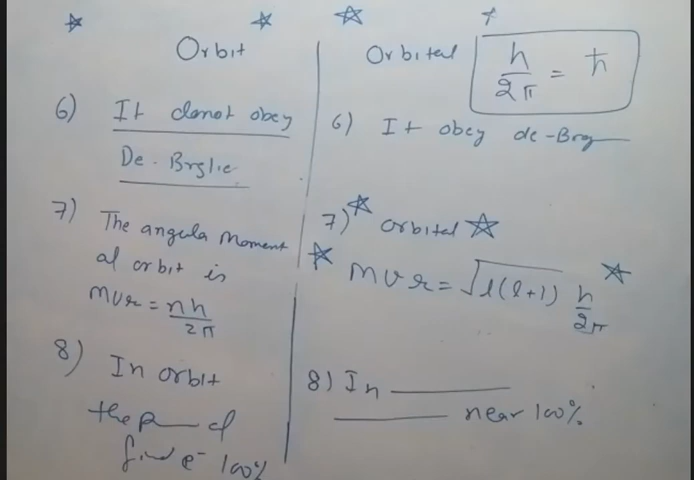 Orbit
6) It donot obey
De. Brglie
7) The angula Moment
al orbit is
mvr = nh/2π
8) In orbit
the p of
find e⁻ 100%
Orbital
h/2π = ħ
6) It obey de-Brg
7) orbital
mvr = √l(l+1) h/2π
8) In
near 100%